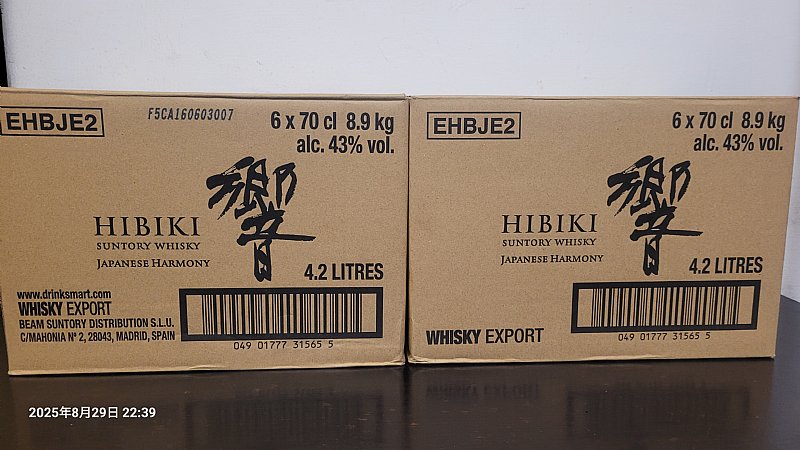 EHBJE2
F5CA160603007
6 x 70 cl 8.9 kg
alc. 43% vol.
響
HIBIKI
SUNTORY WHISKY
JAPANESE HARMONY
4.2 LITRES
www.drinksmart.com
WHISKY EXPORT
BEAM SUNTORY DISTRIBUTION S.L.U.
C/MAHONIA Nº 2, 28043, MADRID, SPAIN
049 01777 31565 5
EHBJE2
6 x 70 cl 8.9 kg
alc. 43% vol.
響
HIBIKI
SUNTORY WHISKY
JAPANESE HARMONY
4.2 LITRES
WHISKY EXPORT
049 01777 31565 5
2025年8月29日 22:39